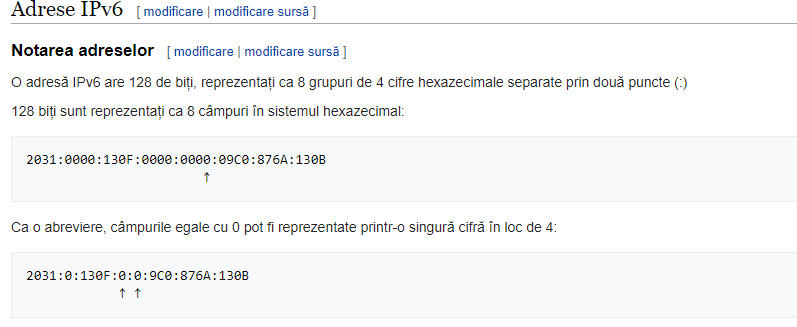 Adrese IPv6 [ modificare | modificare sursă ]
Notarea adreselor [ modificare | modificare sursă ]
O adresă IPv6 are 128 de biți, reprezentați ca 8 grupuri de 4 cifre hexazecimale separate prin două puncte (:)
128 biți sunt reprezentați ca 8 câmpuri în sistemul hexazecimal:
2031:0000:130F:0000:0000:09C0:876A:130B
↑
Ca o abreviere, câmpurile egale cu 0 pot fi reprezentate printr-o singură cifră în loc de 4:
2031:0:130F:0:0:9C0:876A:130B
↑ ↑